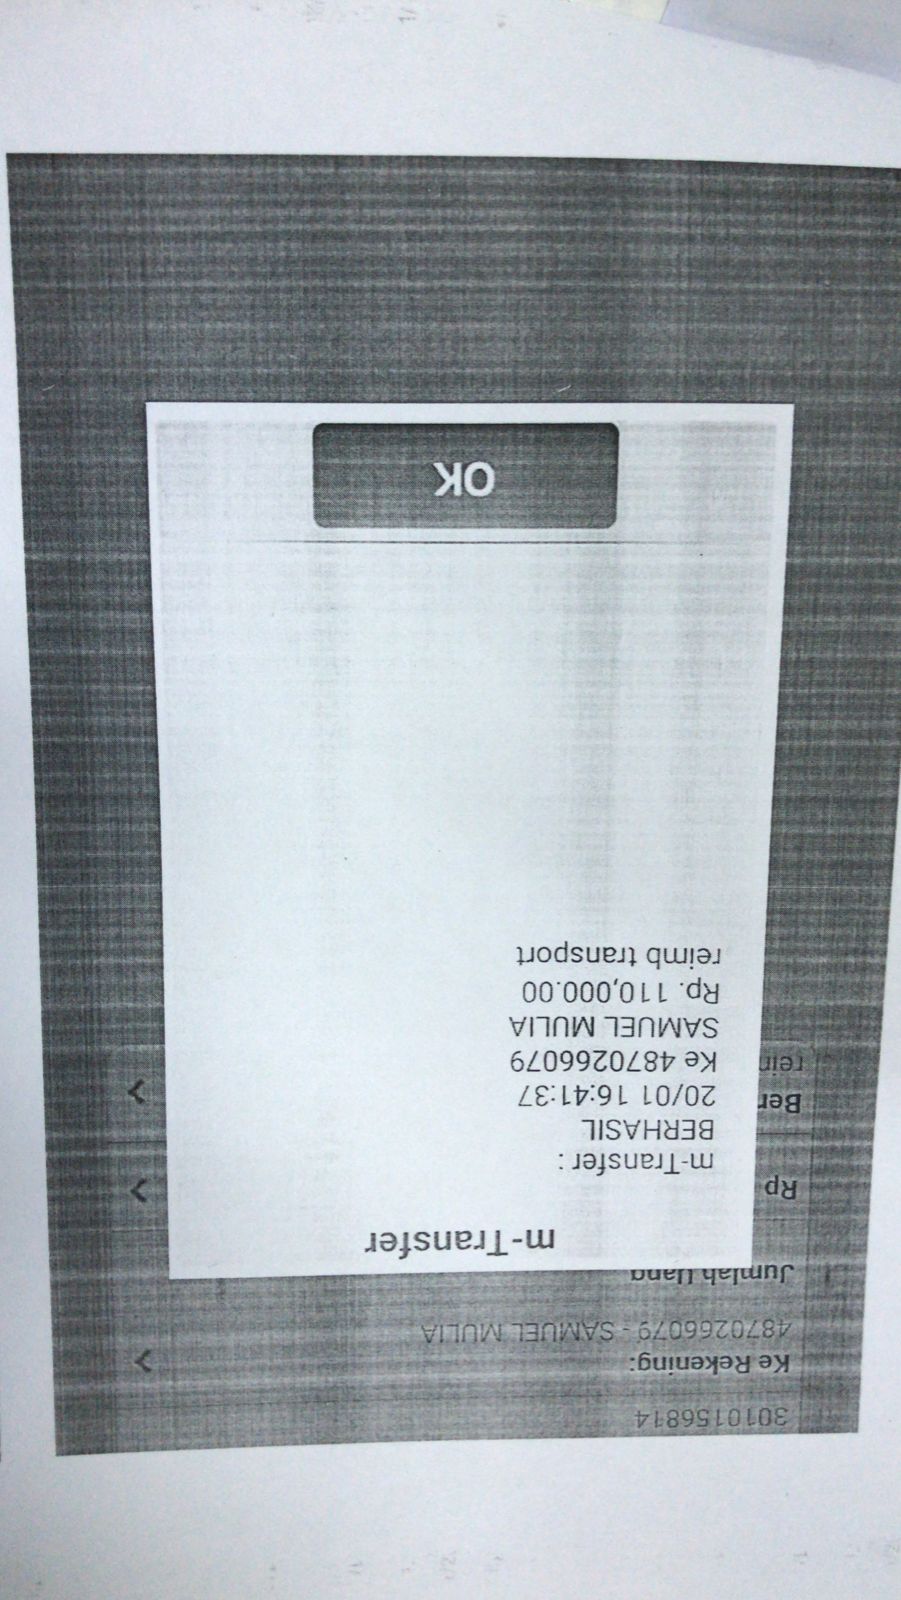 3010156814
Ke Rekening:
4870266079 - SAMUEL MULIA
Jumlah Uang
Rp
Ber
reim
m-Transfer
m-Transfer :
BERHASIL
20/01 16:41:37
Ke 4870266079
SAMUEL MULIA
Rp. 110,000.00
reimb transport
OK